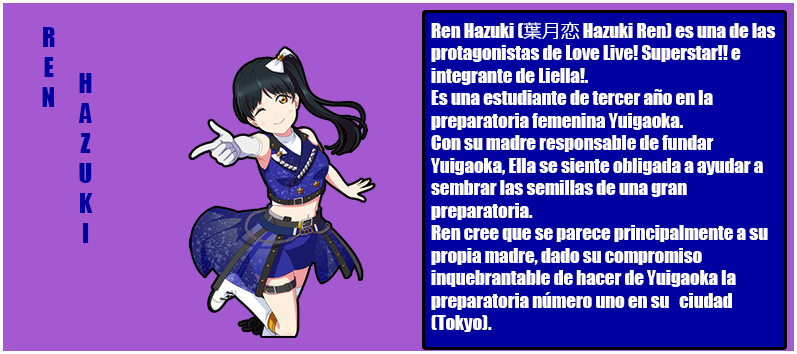 REN
HAZUKI
Ren Hazuki (葉月恋 Hazuki Ren) es una de las
protagonistas de Love Live! Superstar!! e
integrante de Liella!.
Es una estudiante de tercer año en la
preparatoria femenina Yuigaoka.
Con su madre responsable de fundar
Yuigaoka, Ella se siente obligada a ayudar a
sembrar las semillas de una gran
preparatoria.
Ren cree que se parece principalmente a su
propia madre, dado su compromiso
inquebrantable de hacer de Yuigaoka la
preparatoria número uno en su ciudad
(Tokyo).